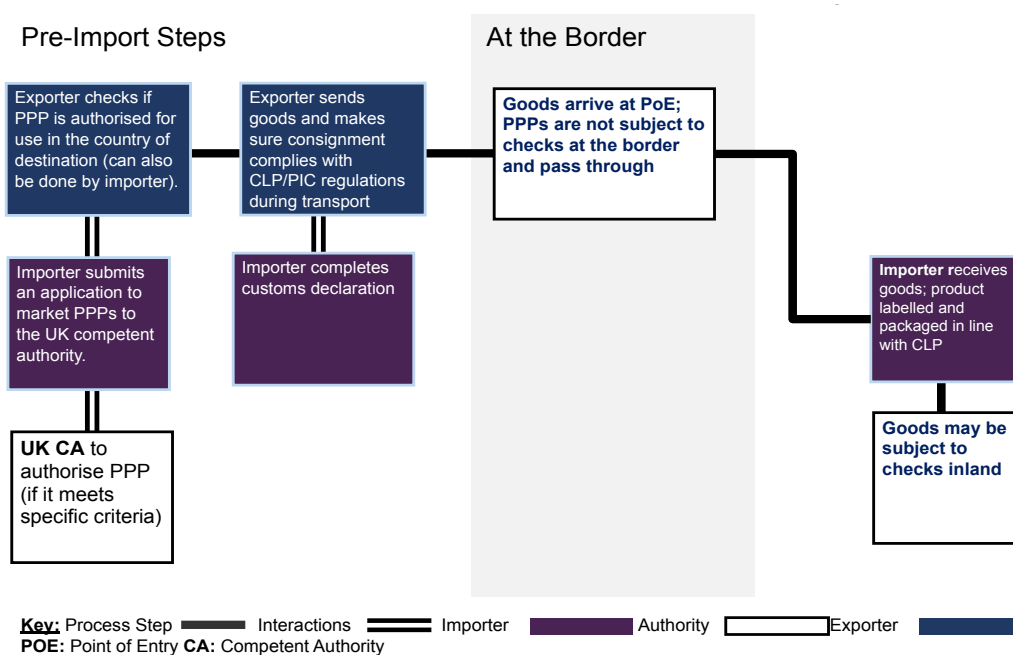 Pre-Import Steps
At the Border
Exporter checks if
PPP is authorised for
use in the country of
destination (can also
be done by importer).
Exporter sends
goods and makes
sure consignment
complies with
CLP/PIC regulations
during transport
Goods arrive at PoE;
PPPs are not subject to
checks at the border
and pass through
Importer submits
an application to
market PPPs to
the UK competent
authority.
Importer completes
customs declaration
Importer receives
goods; product
labelled and
packaged in line
with CLP
UK CA to
authorise PPP
(if it meets
specific criteria)
Goods may be
subject to
checks inland
Key: Process Step Interactions Importer Authority Exporter
POE: Point of Entry CA: Competent Authority